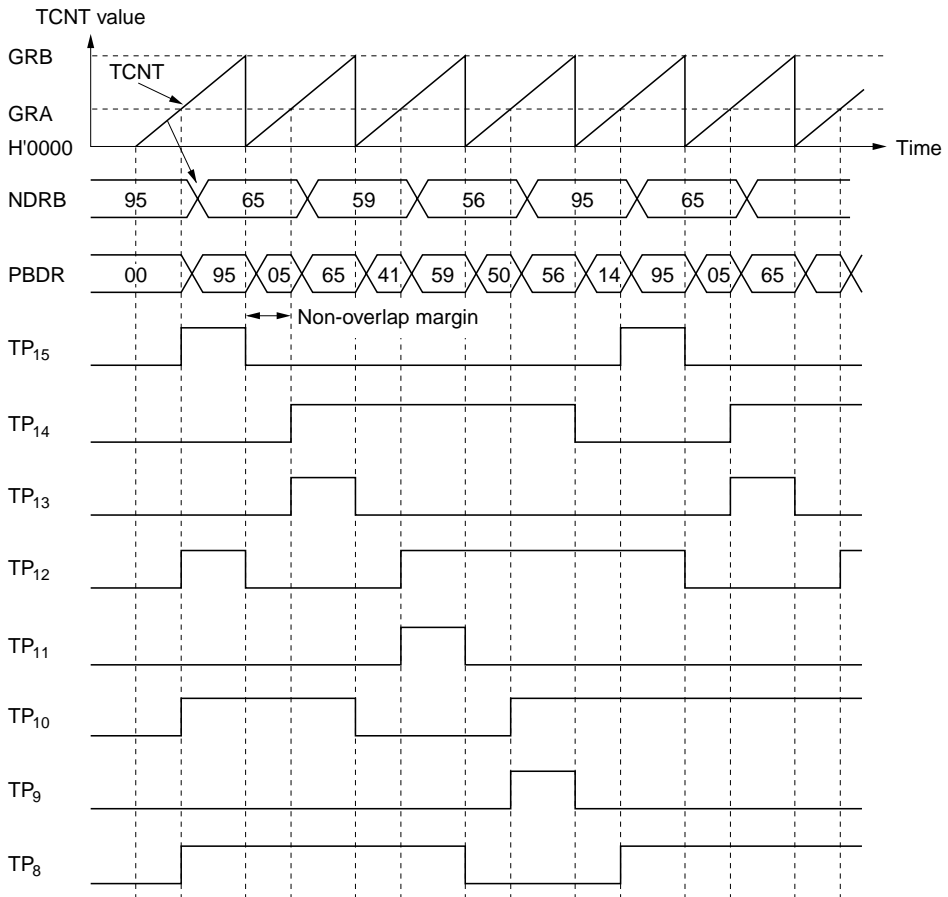 TCNT value
GRB
TCNT
GRA
H'0000
Time
NDRB 95 65 59 56 95 65
PBDR 00 95 05 65 41 59 50 56 14 95 05 65
Non-overlap margin
TP15
TP14
TP13
TP12
TP11
TP10
TP9
TP8